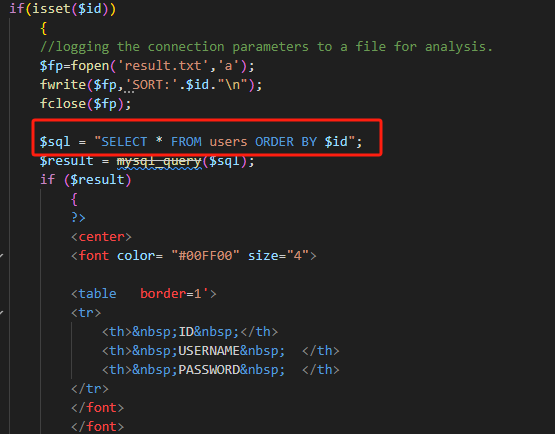 if(isset($id))
{
//logging the connection parameters to a file for analysis.
$fp=fopen('result.txt','a');
fwrite($fp,'SORT:'.$id."\n");
fclose($fp);
$sql = "SELECT * FROM users ORDER BY $id";
$result = mysql_query($sql);
if ($result)
{
?>
<center>
<font color= "#00FF00" size="4">
<table   border=1'>
<tr>
<th>&nbsp;ID&nbsp;</th>
<th>&nbsp;USERNAME&nbsp;  </th>
<th>&nbsp;PASSWORD&nbsp;  </th>
</tr>
</font>
</font>